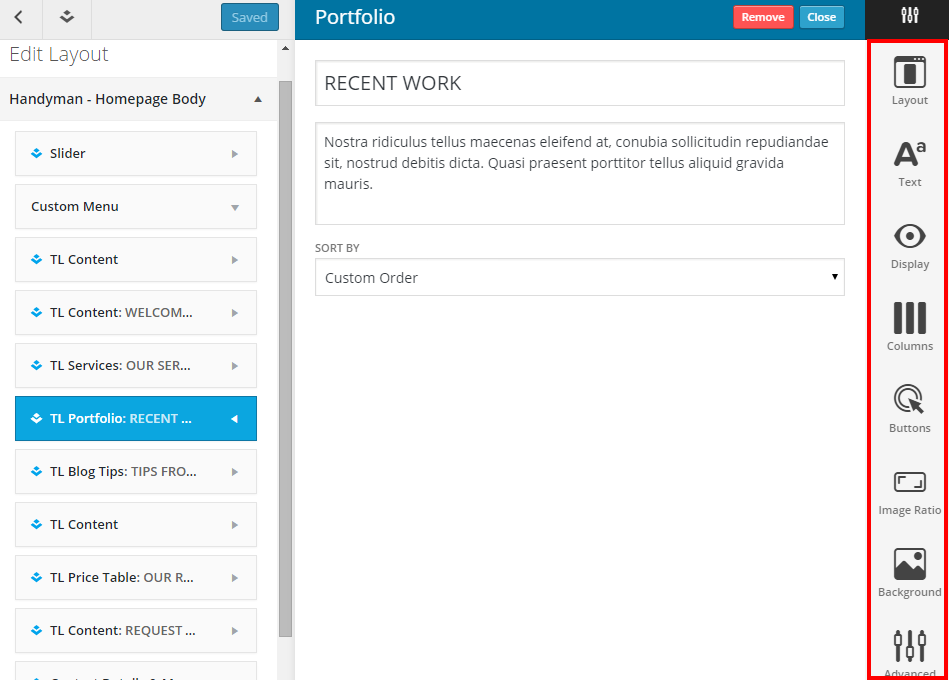 Saved
Edit Layout
Handyman - Homepage Body
Slider
Custom Menu
TL Content
TL Content: WELCOM...
TL Services: OUR SER...
TL Portfolio: RECENT ...
TL Blog Tips: TIPS FRO...
TL Content
TL Price Table: OUR R...
TL Content: REQUEST ...
Portfolio
Remove
Close
RECENT WORK
Nostra ridiculus tellus maecenas eleifend at, conubia sollicitudin repudiandae
sit, nostrud debitis dicta. Quasi praesent porttitor tellus aliquid gravida
mauris.
SORT BY
Custom Order
Layout
Aa
Text
Display
Columns
Buttons
Image Ratio
Background
Advanced